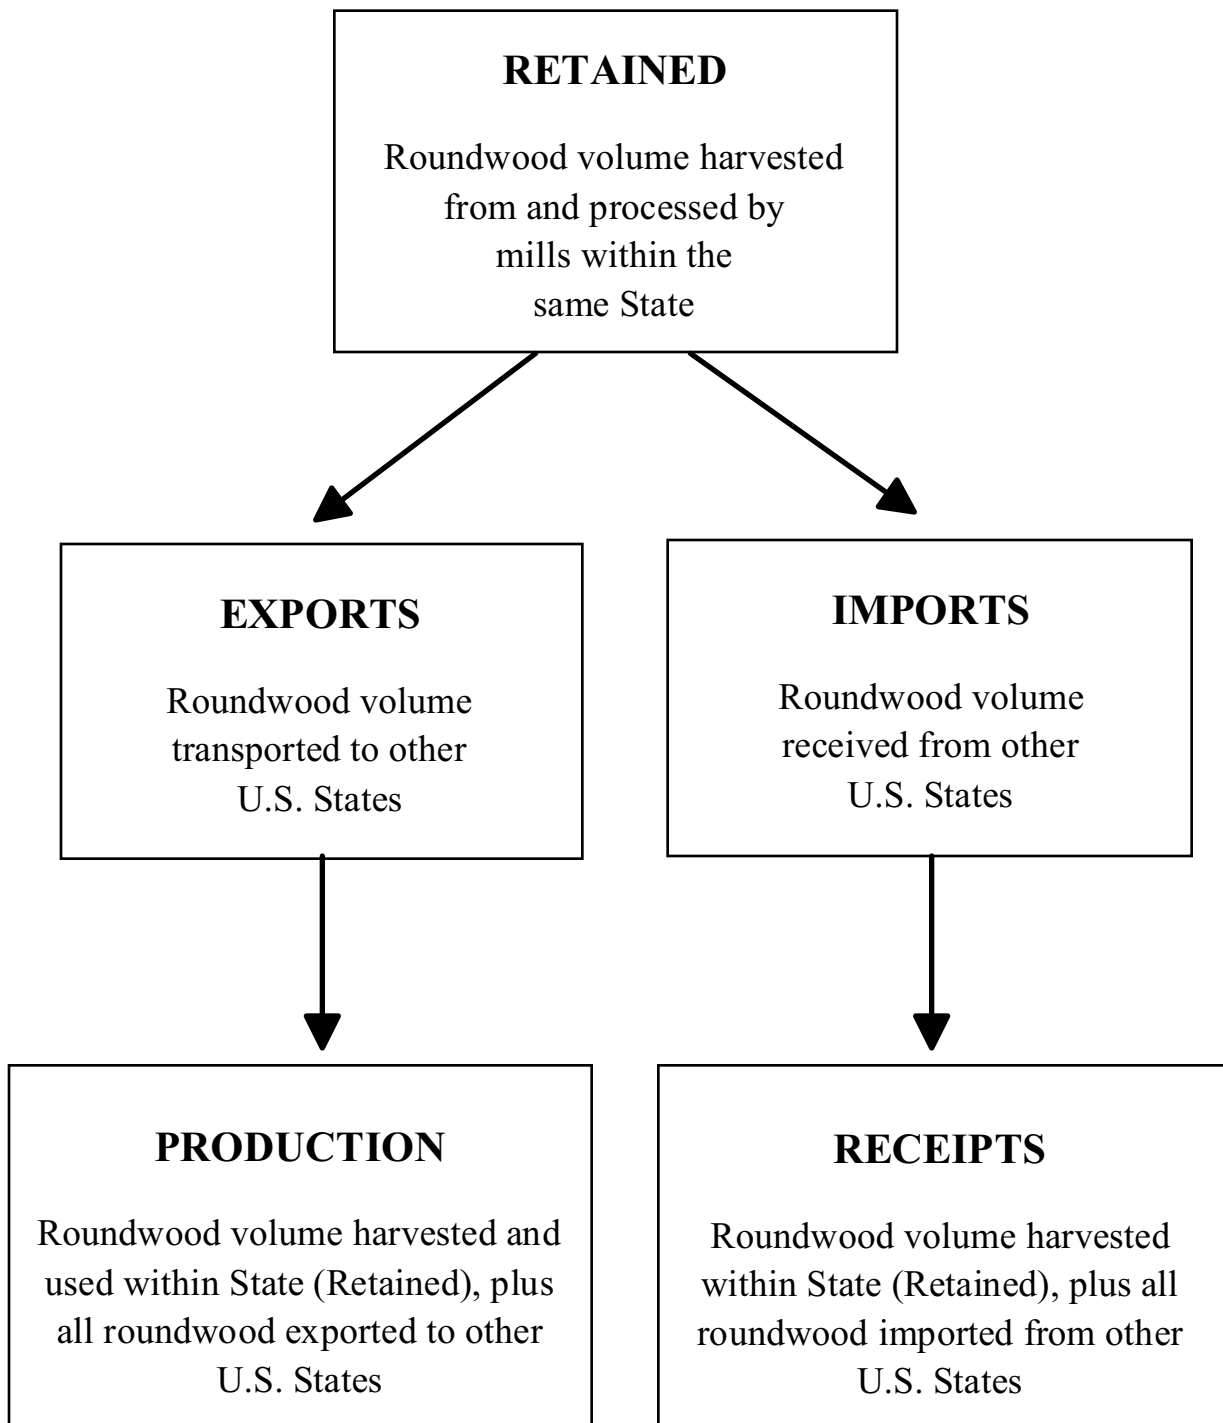 RETAINED
Roundwood volume harvested
from and processed by
mills within the
same State
EXPORTS
Roundwood volume
transported to other
U.S. States
IMPORTS
Roundwood volume
received from other
U.S. States
PRODUCTION
Roundwood volume harvested and
used within State (Retained), plus
all roundwood exported to other
U.S. States
RECEIPTS
Roundwood volume harvested
within State (Retained), plus all
roundwood imported from other
U.S. States